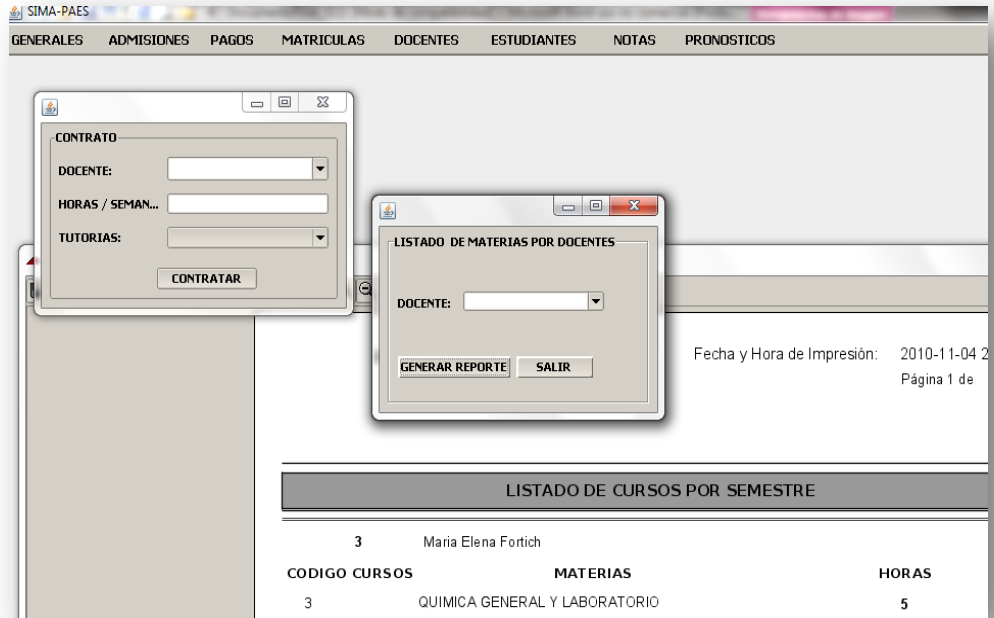 SIMA-PAES
GENERALES ADMISIONES PAGOS MATRICULAS DOCENTES ESTUDIANTES NOTAS PRONOSTICOS
CONTRATO
DOCENTE:
HORAS / SEMAN...
TUTORIAS:
CONTRATAR
LISTADO DE MATERIAS POR DOCENTES
DOCENTE:
GENERAR REPORTE SALIR
Fecha y Hora de Impresión: 2010-11-04 2
Página 1 de
LISTADO DE CURSOS POR SEMESTRE
3 Maria Elena Fortich
CODIGO CURSOS MATERIAS HORAS
3 QUIMICA GENERAL Y LABORATORIO 5